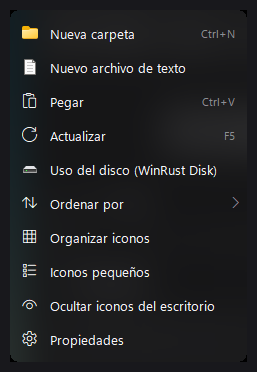 Nueva carpeta Ctrl+N
Nuevo archivo de texto
Pegar Ctrl+V
Actualizar F5
Uso del disco (WinRust Disk)
Ordenar por
Organizar iconos
Iconos pequeños
Ocultar iconos del escritorio
Propiedades